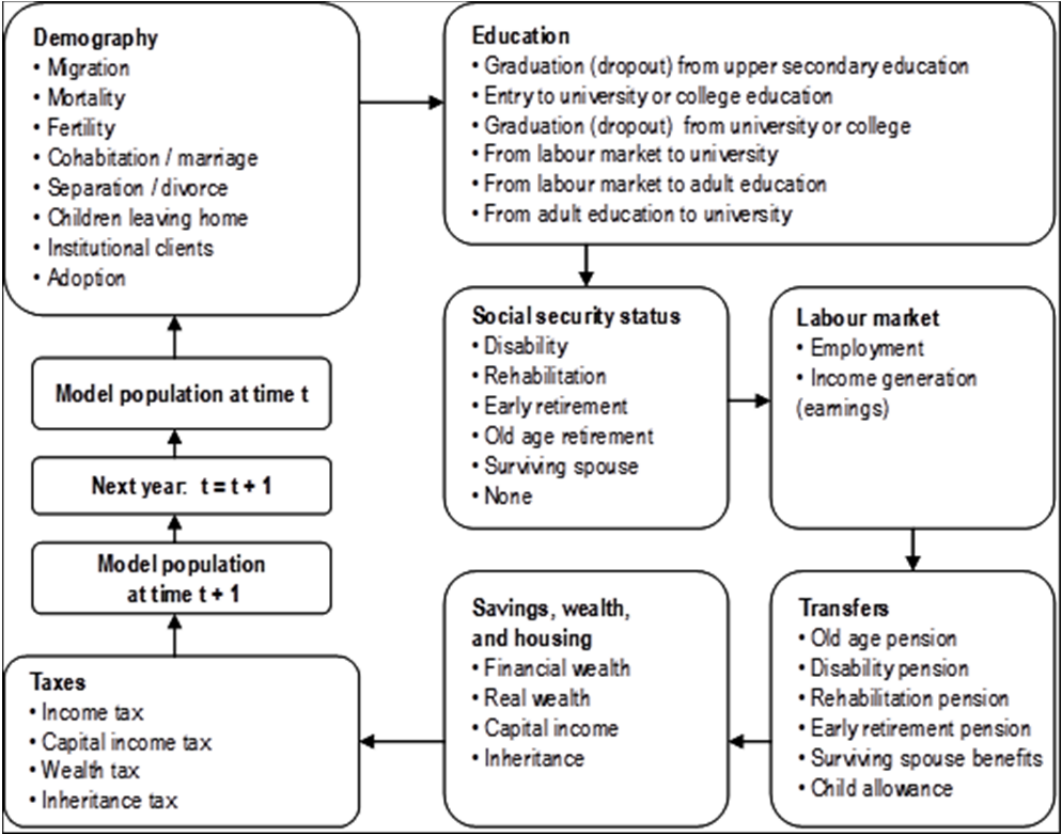 Demography
• Migration
• Mortality
• Fertility
• Cohabitation / marriage
• Separation / divorce
• Children leaving home
• Institutional clients
• Adoption
Education
• Graduation (dropout) from upper secondary education
• Entry to university or college education
• Graduation (dropout) from university or college
• From labour market to university
• From labour market to adult education
• From adult education to university
Social security status
• Disability
• Rehabilitation
• Early retirement
• Old age retirement
• Surviving spouse
• None
Labour market
• Employment
• Income generation
(earnings)
Transfers
• Old age pension
• Disability pension
• Rehabilitation pension
• Early retirement pension
• Surviving spouse benefits
• Child allowance
Savings, wealth,
and housing
• Financial wealth
• Real wealth
• Capital income
• Inheritance
Taxes
• Income tax
• Capital income tax
• Wealth tax
• Inheritance tax
Model population
at time t + 1
Next year: t = t + 1
Model population at time t